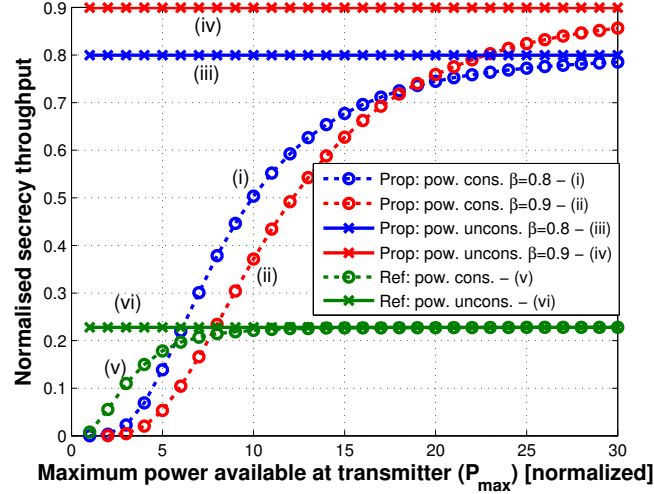 0.9
0.8
0.7
0.6
0.5
0.4
0.3
0.2
0.1
0
Normalised secrecy throughput
(iv)
(iii)
(i)
(ii)
(vi)
(v)
Prop: pow. cons. β=0.8 – (i)
Prop: pow. cons. β=0.9 – (ii)
Prop: pow uncons. β=0.8 – (iii)
Prop: pow uncons. β=0.9 – (iv)
Ref: pow. cons. – (v)
Ref: pow uncons. – (vi)
0 5 10 15 20 25 30
Maximum power available at transmitter (P_max) [normalized]